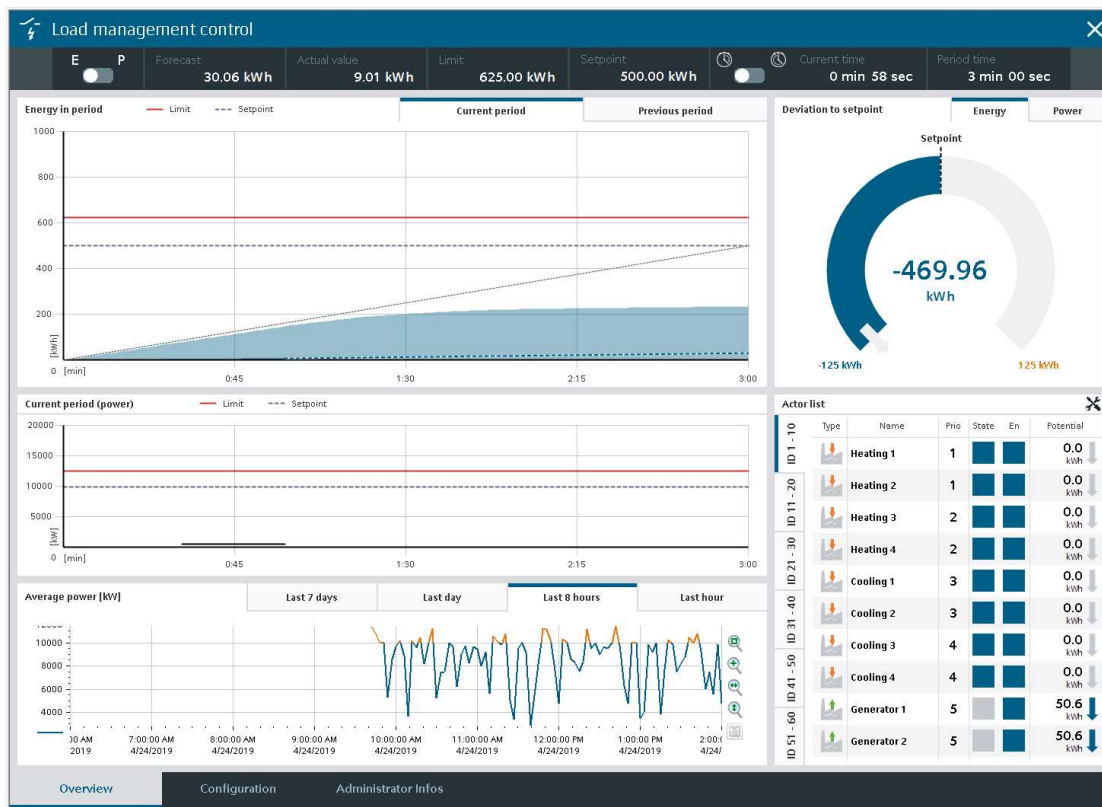 Load management control
E P
Forecast
30.06 kWh
Actual value
9.01 kWh
Limit
625.00 kWh
Setpoint
500.00 kWh
Current time
0 min 58 sec
Period time
3 min 00 sec
Energy in period
Limit
Setpoint
Current period
Previous period
1000
800
600
400
200
0
[kWh]
[min]
0:45
1:30
2:15
3:00
Deviation to setpoint
Energy
Power
Setpoint
-469.96
kWh
-125 kWh
125 kWh
Current period (power)
Limit
Setpoint
20000
15000
10000
5000
0
[kW]
[min]
0:45
1:30
2:15
3:00
Average power [kW]
Last 7 days
Last day
Last 8 hours
Last hour
12000
10000
8000
6000
4000
00 AM
2019
7:00:00 AM
4/24/2019
8:00:00 AM
4/24/2019
9:00:00 AM
4/24/2019
10:00:00 AM
4/24/2019
11:00:00 AM
4/24/2019
12:00:00 PM
4/24/2019
1:00:00 PM
4/24/2019
2:00:
4/24/
Actor list
ID 1 - 10
ID 11 - 20
ID 21 - 30
ID 31 - 40
ID 41 - 50
ID 51 - 60
Type Name Prio State En Potential
Heating 1 1 0.0 kWh
Heating 2 1 0.0 kWh
Heating 3 2 0.0 kWh
Heating 4 2 0.0 kWh
Cooling 1 3 0.0 kWh
Cooling 2 3 0.0 kWh
Cooling 3 4 0.0 kWh
Cooling 4 4 0.0 kWh
Generator 1 5 50.6 kWh
Generator 2 5 50.6 kWh
Overview
Configuration
Administrator Infos